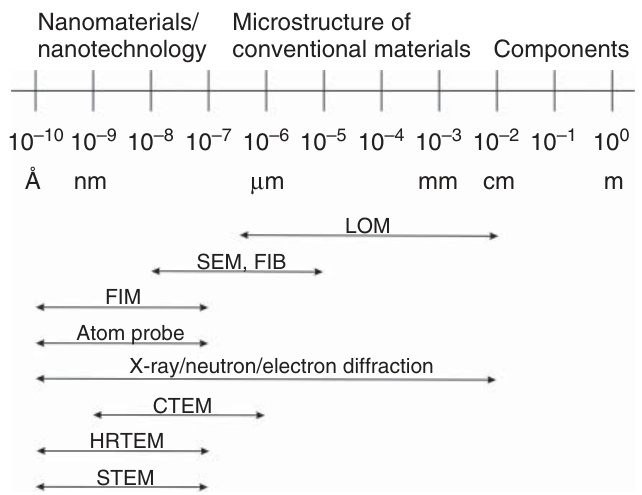 Nanomaterials/
nanotechnology
Microstructure of
conventional materials
Components
10⁻¹⁰ 10⁻⁹ 10⁻⁸ 10⁻⁷ 10⁻⁶ 10⁻⁵ 10⁻⁴ 10⁻³ 10⁻² 10⁻¹ 10⁰
Å nm μm mm cm m
LOM
SEM, FIB
FIM
Atom probe
X-ray/neutron/electron diffraction
CTEM
HRTEM
STEM